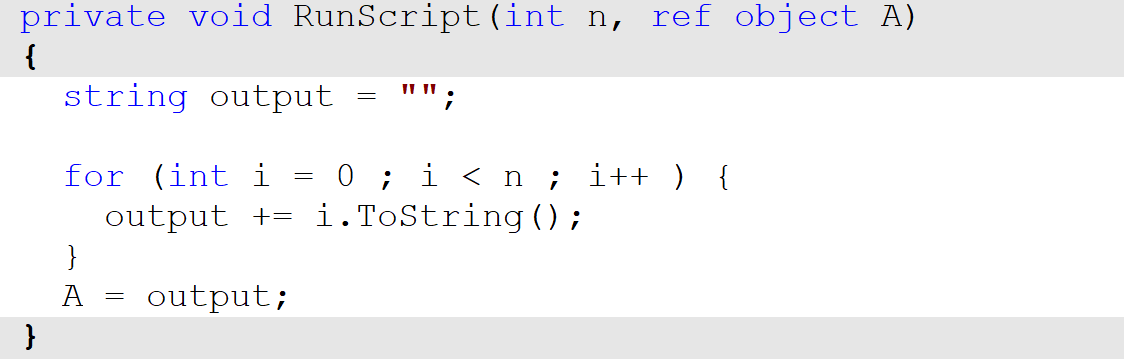 private void RunScript(int n, ref object A)
{
string output = "";
for (int i = 0 ; i < n ; i++ ) {
output += i.ToString();
}
A = output;
}